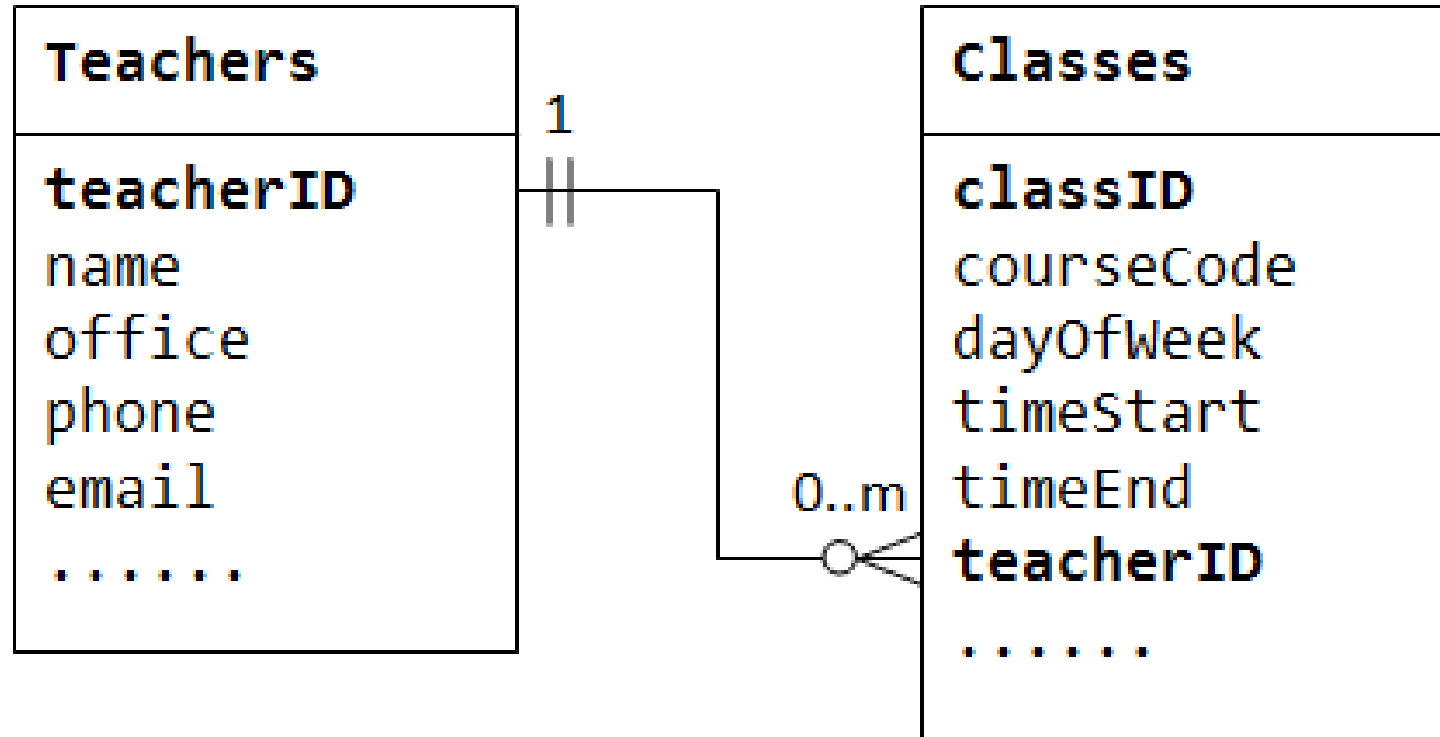 Teachers
teacherID
name
office
phone
email
......
1
0..m
Classes
classID
courseCode
dayOfWeek
timeStart
timeEnd
teacherID
......